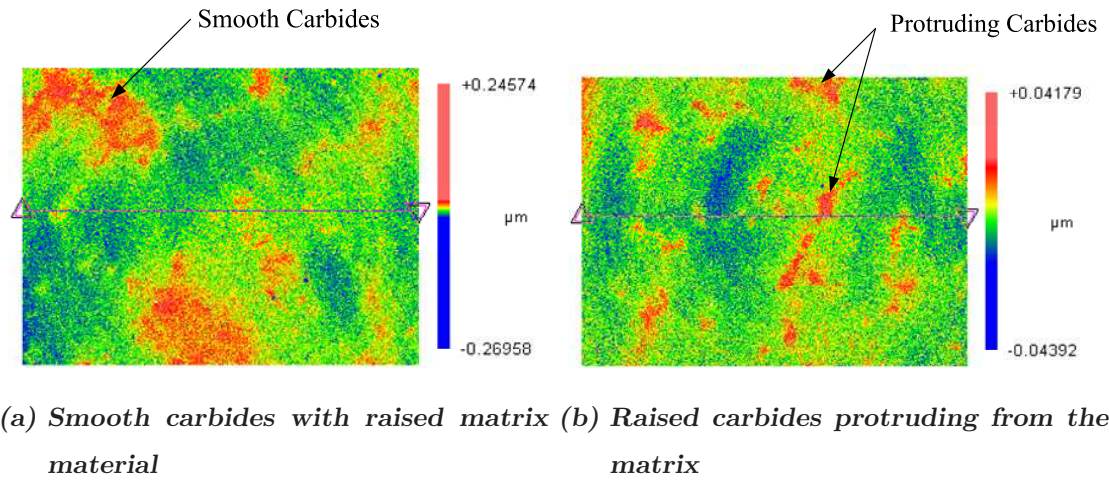 Smooth Carbides
Protruding Carbides
+0.24574
µm
-0.26958
+0.04179
µm
-0.04392
(a) Smooth carbides with raised matrix
material
(b) Raised carbides protruding from the
matrix